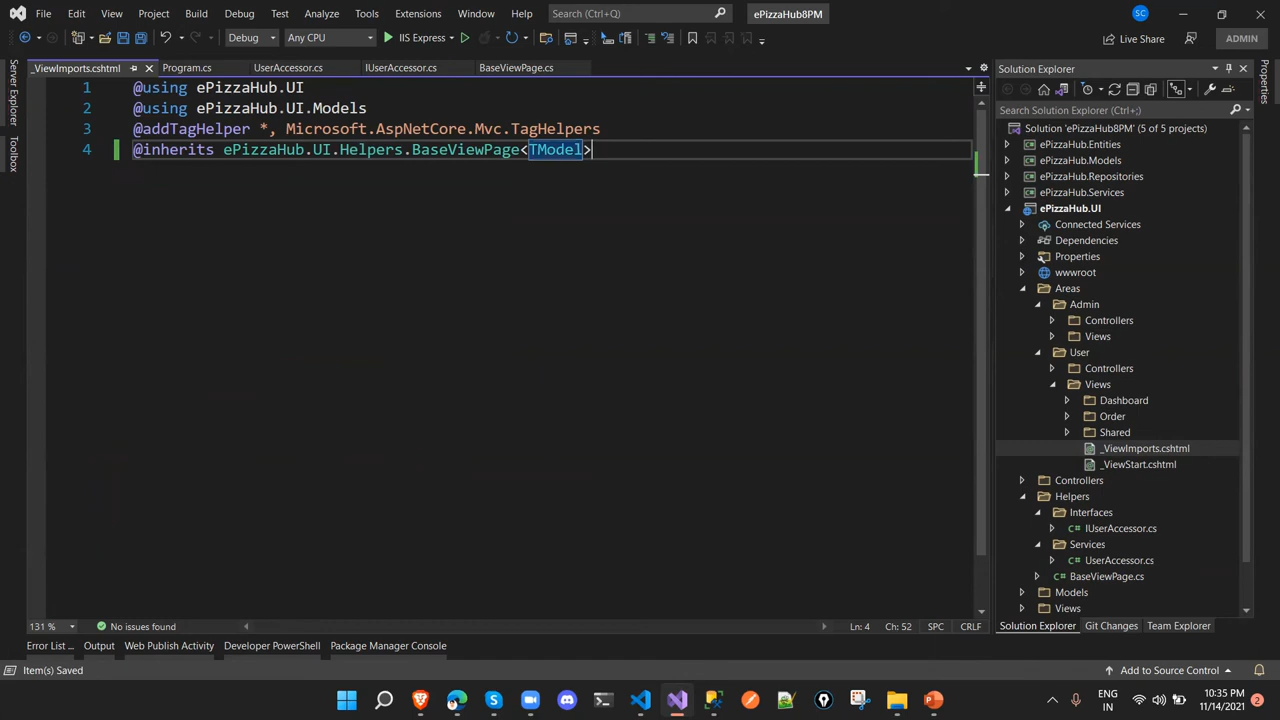 File Edit View Project Build Debug Test Analyze Tools Extensions Window Help Search (Ctrl+Q) ePizzaHub8PM SC
Debug Any CPU IIS Express Live Share ADMIN
_ViewImports.cshtml Program.cs UserAccessor.cs IUserAccessor.cs BaseViewPage.cs
Server Explorer
Toolbox
1 @using ePizzaHub.UI
2 @using ePizzaHub.UI.Models
3 @addTagHelper *, Microsoft.AspNetCore.Mvc.TagHelpers
4 @inherits ePizzaHub.UI.Helpers.BaseViewPage<TModel>
Solution Explorer
Search Solution Explorer (Ctrl+;)
Solution 'ePizzaHub8PM' (5 of 5 projects)
ePizzaHub.Entities
ePizzaHub.Models
ePizzaHub.Repositories
ePizzaHub.Services
ePizzaHub.UI
Connected Services
Dependencies
Properties
wwwroot
Areas
Admin
Controllers
Views
User
Controllers
Views
Dashboard
Order
Shared
_ViewImports.cshtml
_ViewStart.cshtml
Controllers
Helpers
Interfaces
C# IUserAccessor.cs
Services
C# UserAccessor.cs
C# BaseViewPage.cs
Models
Views
Properties
131 % No issues found Ln: 4 Ch: 52 SPC CRLF
Solution Explorer Git Changes Team Explorer
Error List ... Output Web Publish Activity Developer PowerShell Package Manager Console
Item(s) Saved Add to Source Control 
ENG
IN
10:35 PM
11/14/2021
2